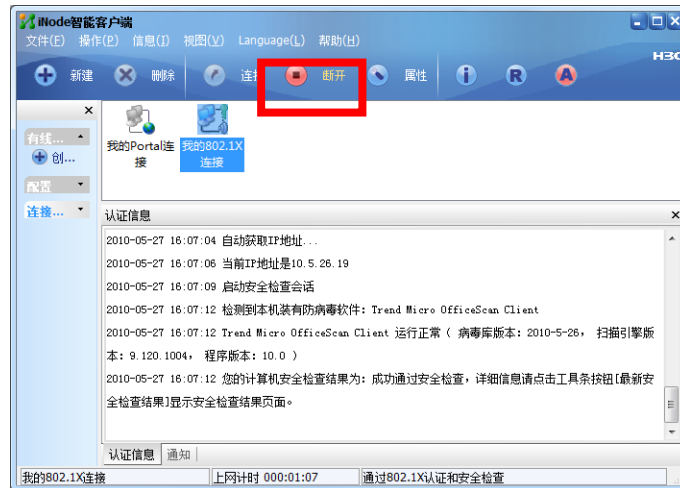 iNode智能客户端
文件(F) 操作(P) 信息(I) 视图(V) Language(L) 帮助(H)
H3C
新建 删除 连接 断开 属性 i R A
有线...
创...
配置
连接...
我的Portal连
接
我的802.1X
连接
认证信息
2010-05-27 16:07:04 自动获取IP地址...
2010-05-27 16:07:06 当前IP地址是10.5.26.19
2010-05-27 16:07:09 启动安全检查会话
2010-05-27 16:07:12 检测到本机装有防病毒软件: Trend Micro OfficeScan Client
2010-05-27 16:07:12 Trend Micro OfficeScan Client 运行正常 ( 病毒库版本: 2010-5-26, 扫描引擎版
本: 9.120.1004, 程序版本: 10.0 )
2010-05-27 16:07:12 您的计算机安全检查结果为: 成功通过安全检查,详细信息请点击工具条按钮[最新安
全检查结果]显示安全检查结果页面。
认证信息 通知
我的802.1X连接 上网计时 000:01:07 通过802.1X认证和安全检查